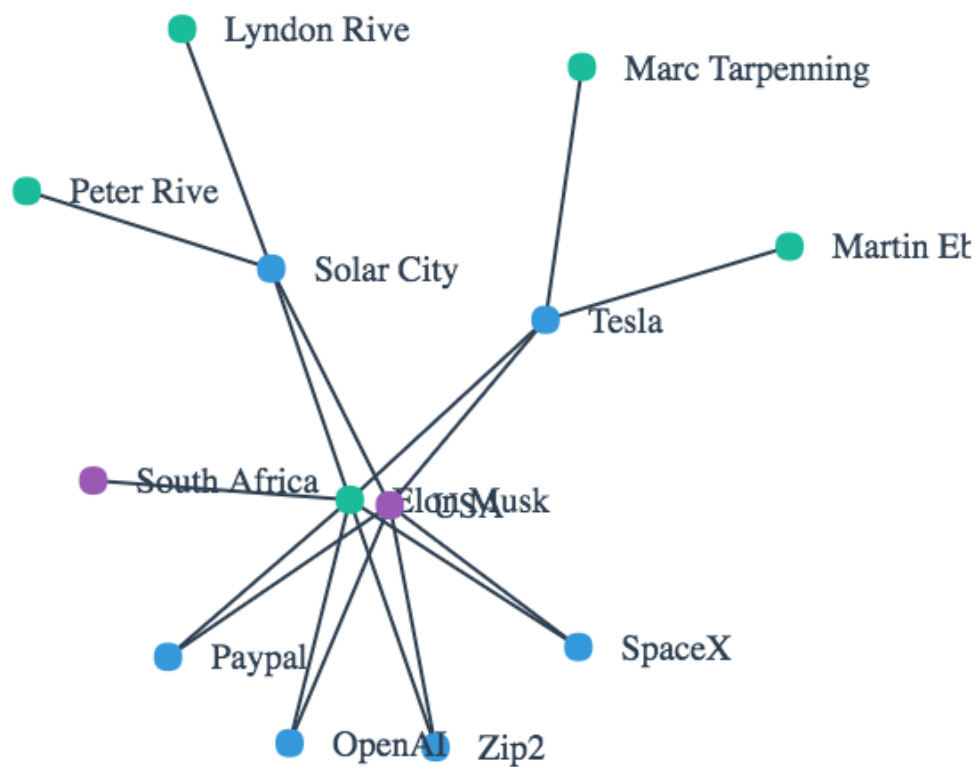 Lyndon Rive
Marc Tarpenning
Peter Rive
Martin
Solar City
Tesla
South Africa
Elon Musk
USA
Paypal
SpaceX
OpenAI
Zip2